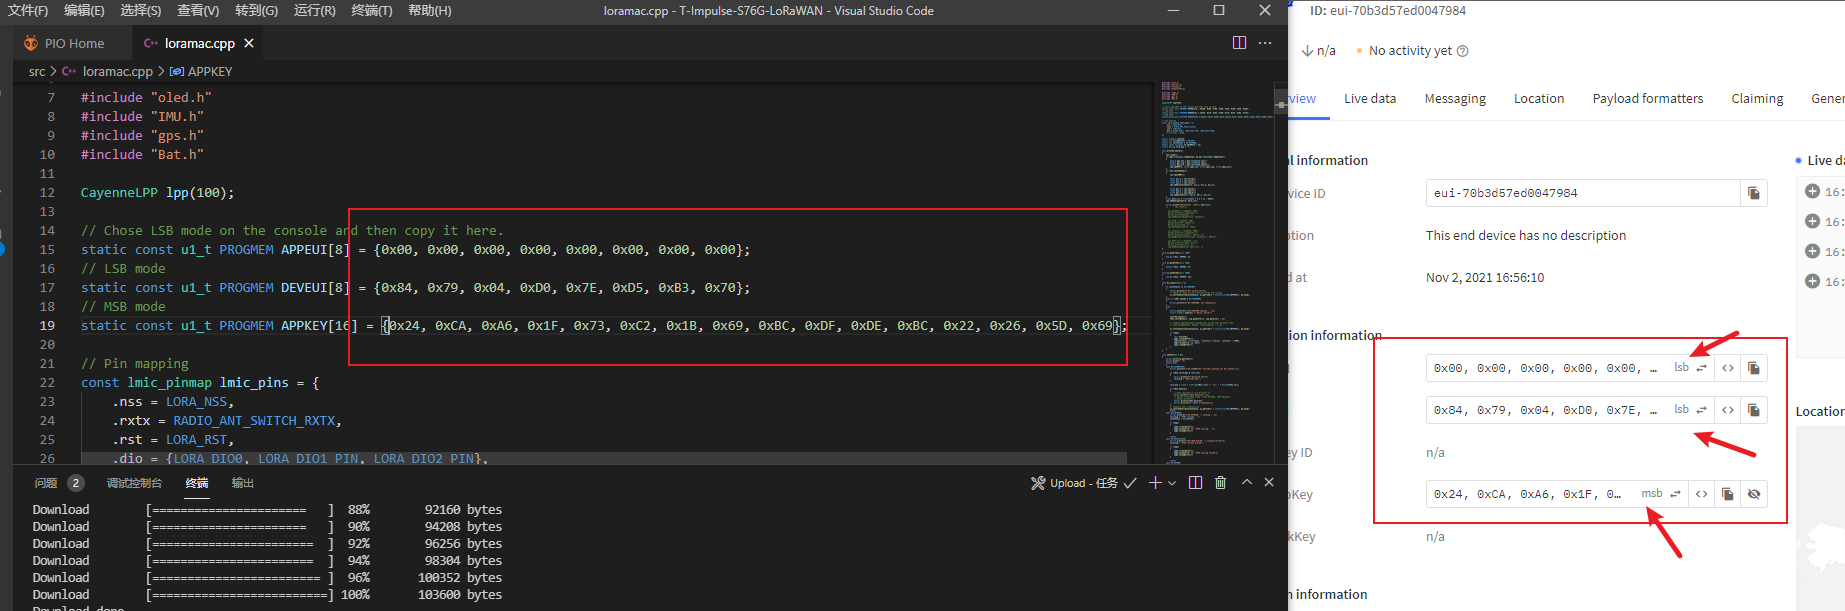 文件(F) 编辑(E) 选择(S) 查看(V) 转到(G) 运行(R) 终端(T) 帮助(H)
loramac.cpp - T-Impulse-S76G-LoRaWAN - Visual Studio Code
PIO Home
loramac.cpp
src > loramac.cpp > APPKEY
7 #include "oled.h"
8 #include "IMU.h"
9 #include "gps.h"
10 #include "Bat.h"
11
12 CayenneLPP lpp(100);
13
14 // Chose LSB mode on the console and then copy it here.
15 static const u1_t PROGMEM APPEUI[8] = {0x00, 0x00, 0x00, 0x00, 0x00, 0x00, 0x00, 0x00};
16 // LSB mode
17 static const u1_t PROGMEM DEVEUI[8] = {0x84, 0x79, 0x04, 0xD0, 0x7E, 0xD5, 0xB3, 0x70};
18 // MSB mode
19 static const u1_t PROGMEM APPKEY[16] = {0x24, 0xCA, 0xA6, 0x1F, 0x73, 0xC2, 0x1B, 0x69, 0xBC, 0xDF, 0xDE, 0xBC, 0x22, 0x26, 0x5D, 0x69};
20
21 // Pin mapping
22 const lmic_pinmap lmic_pins = {
23 .nss = LORA_NSS,
24 .rxtx = RADIO_ANT_SWITCH_RXTX,
25 .rst = LORA_RST,
26 .dio = {LORA_DIO0, LORA_DIO1_PIN, LORA_DIO2_PIN},
问题 2 调试控制台 终端 输出
Upload - 任务
Download [====================== ] 88% 92160 bytes
Download [====================== ] 90% 94208 bytes
Download [======================= ] 92% 96256 bytes
Download [======================= ] 94% 98304 bytes
Download [======================== ] 96% 100352 bytes
Download [=========================] 100% 103600 bytes
Download done
ID: eui-70b3d57ed0047984
n/a No activity yet
view Live data Messaging Location Payload formatters Claiming Gener
al information
vice ID eui-70b3d57ed0047984
ption This end device has no description
d at Nov 2, 2021 16:56:10
tion information
0x00, 0x00, 0x00, 0x00, 0x00, … lsb
0x84, 0x79, 0x04, 0xD0, 0x7E, … lsb
ey ID n/a
pKey 0x24, 0xCA, 0xA6, 0x1F, 0… msb
kKey n/a
n information
Live da
16:
16:
16:
16:
Location